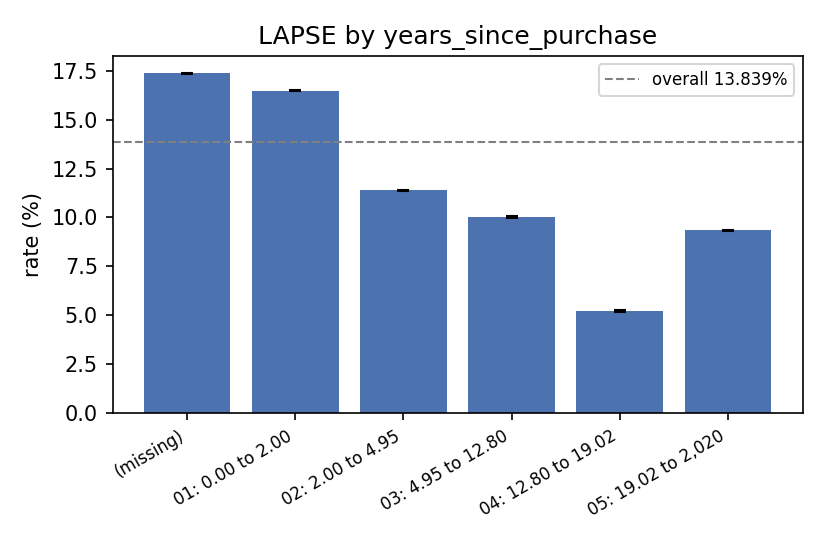 LAPSE by years_since_purchase
overall 13.839%
rate (%)
17.5
15.0
12.5
10.0
7.5
5.0
2.5
0.0
(missing)
01: 0.00 to 2.00
02: 2.00 to 4.95
03: 4.95 to 12.80
04: 12.80 to 19.02
05: 19.02 to 2,020